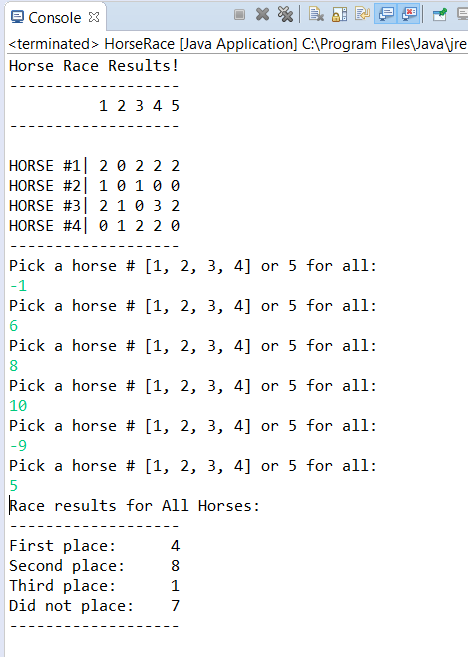 Console
<terminated> HorseRace [Java Application] C:\Program Files\Java\jre
Horse Race Results!
-------------------
          1 2 3 4 5
-------------------
HORSE #1| 2 0 2 2 2
HORSE #2| 1 0 1 0 0
HORSE #3| 2 1 0 3 2
HORSE #4| 0 1 2 2 0
-------------------
Pick a horse # [1, 2, 3, 4] or 5 for all:
-1
Pick a horse # [1, 2, 3, 4] or 5 for all:
6
Pick a horse # [1, 2, 3, 4] or 5 for all:
8
Pick a horse # [1, 2, 3, 4] or 5 for all:
10
Pick a horse # [1, 2, 3, 4] or 5 for all:
-9
Pick a horse # [1, 2, 3, 4] or 5 for all:
5
Race results for All Horses:
-------------------
First place:      4
Second place:     8
Third place:      1
Did not place:    7
-------------------